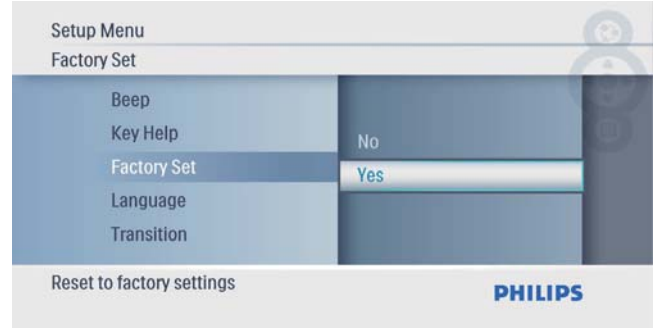 Setup Menu
Factory Set
Beep
Key Help
Factory Set
Language
Transition
No
Yes
Reset to factory settings
PHILIPS